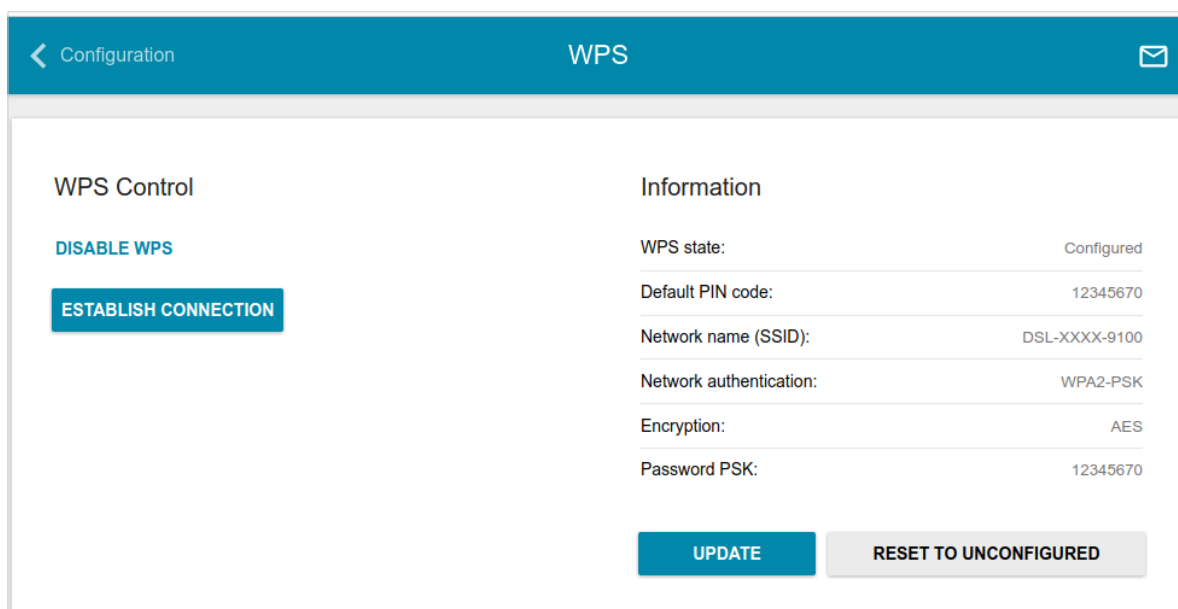 Configuration
WPS
WPS Control
DISABLE WPS
ESTABLISH CONNECTION
Information
WPS state: Configured
Default PIN code: 12345670
Network name (SSID): DSL-XXXX-9100
Network authentication: WPA2-PSK
Encryption: AES
Password PSK: 12345670
UPDATE RESET TO UNCONFIGURED